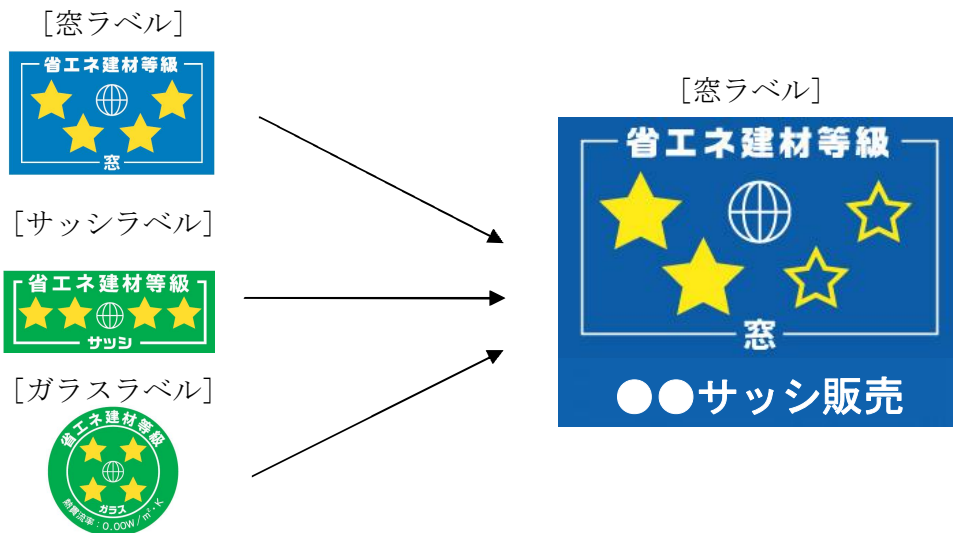 ［窓ラベル］
省エネ建材等級
窓
［サッシラベル］
省エネ建材等級
サッシ
［ガラスラベル］
省エネ建材等級
ガラス
熱貫流率：0.00W/m²・K
［窓ラベル］
省エネ建材等級
窓
●●サッシ販売